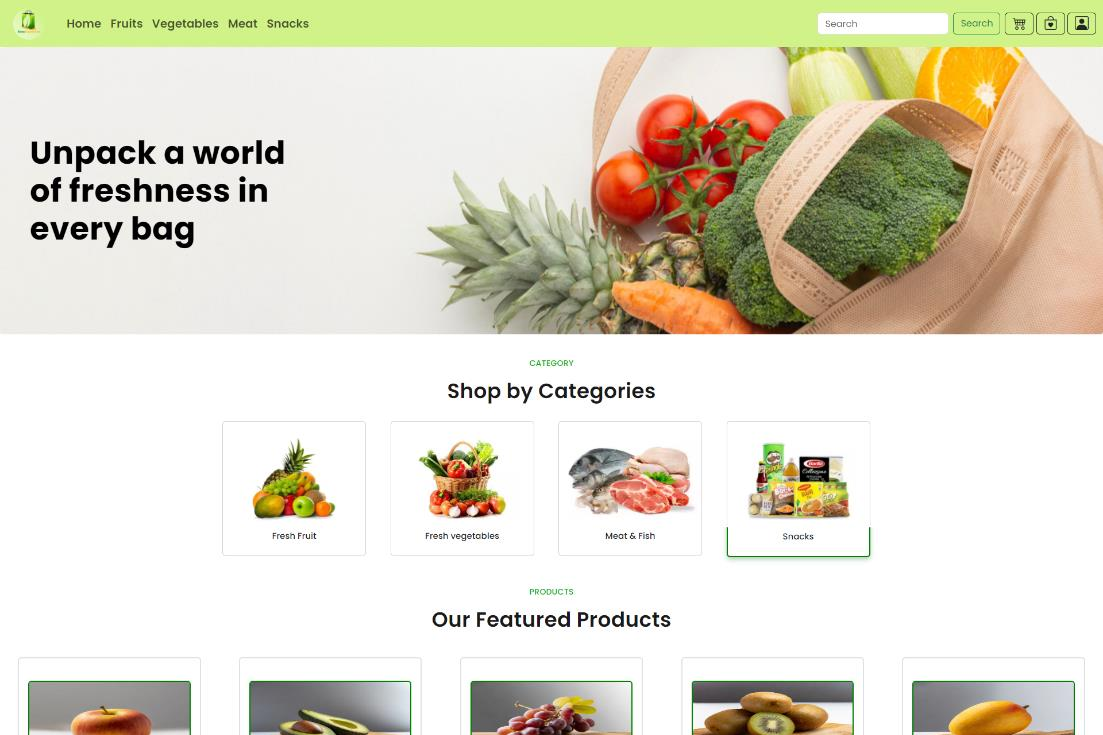 Home Fruits Vegetables Meat Snacks
Search
Search
Unpack a world
of freshness in
every bag
CATEGORY
Shop by Categories
Fresh Fruit
Fresh vegetables
Meat & Fish
Snacks
PRODUCTS
Our Featured Products